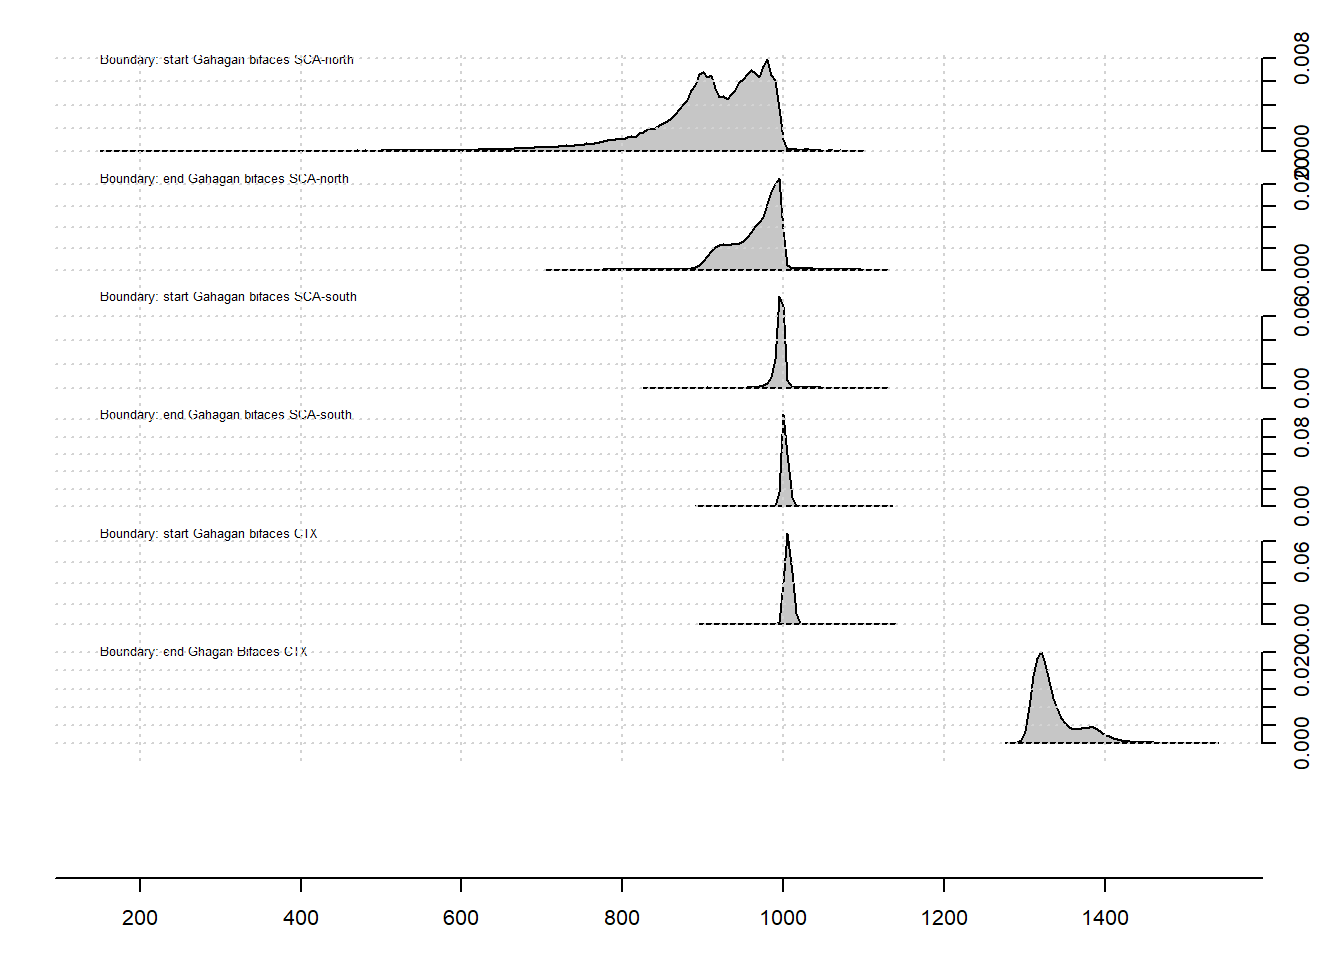 Boundary: start Gahagan bifaces SCA-north
0.008
0.000
Boundary: end Gahagan bifaces SCA-north
0.020
0.000
Boundary: start Gahagan bifaces SCA-south
0.06
0.00
Boundary: end Gahagan bifaces SCA-south
0.08
0.00
Boundary: start Gahagan bifaces CTX
0.06
0.00
Boundary: end Ghagan Bifaces CTX
0.020
0.000
200 400 600 800 1000 1200 1400